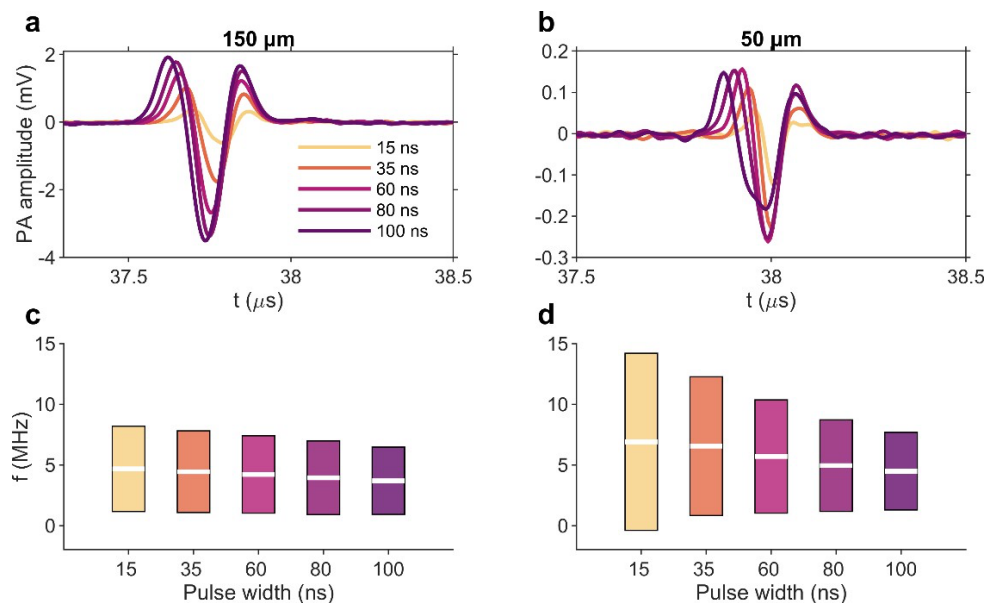 a
150 μm
2
0
-2
-4
PA amplitude (mV)
15 ns
35 ns
60 ns
80 ns
100 ns
37.5
38
38.5
t (μs)
b
50 μm
0.2
0.1
0
-0.1
-0.2
-0.3
37.5
38
38.5
t (μs)
c
15
10
5
0
f (MHz)
15
35
60
80
100
Pulse width (ns)
d
15
10
5
0
15
35
60
80
100
Pulse width (ns)